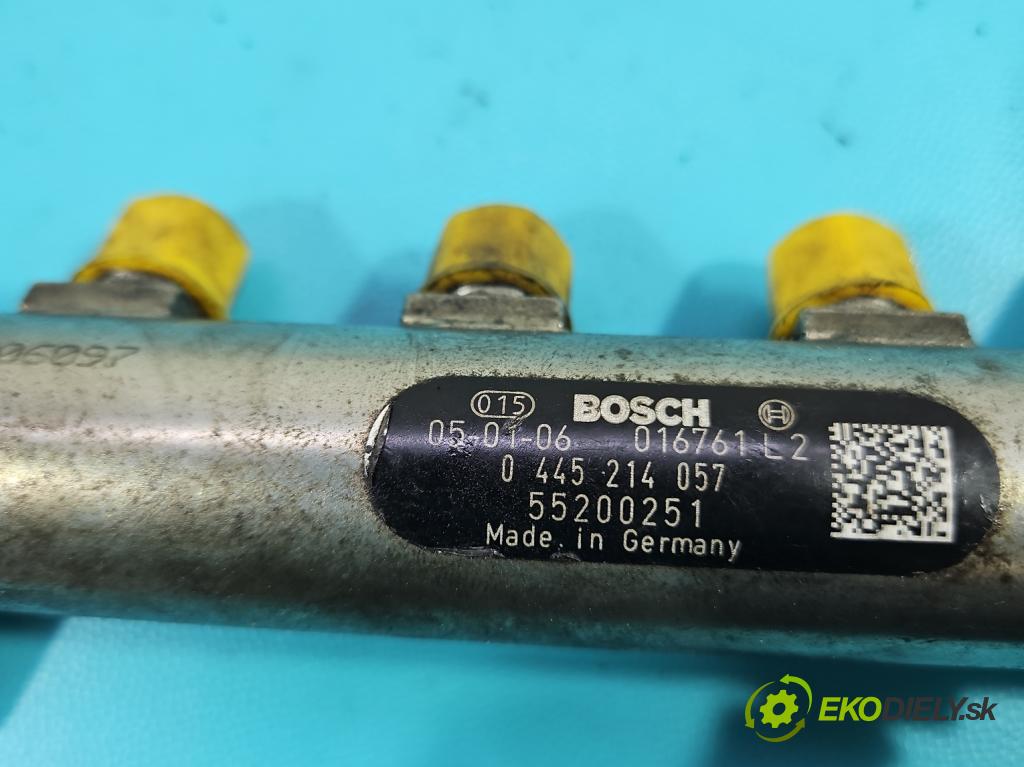 015 BOSCH
05-01-06 016761 L2
0 445 214 057
55200251
Made in Germany
EKODIELY.sk